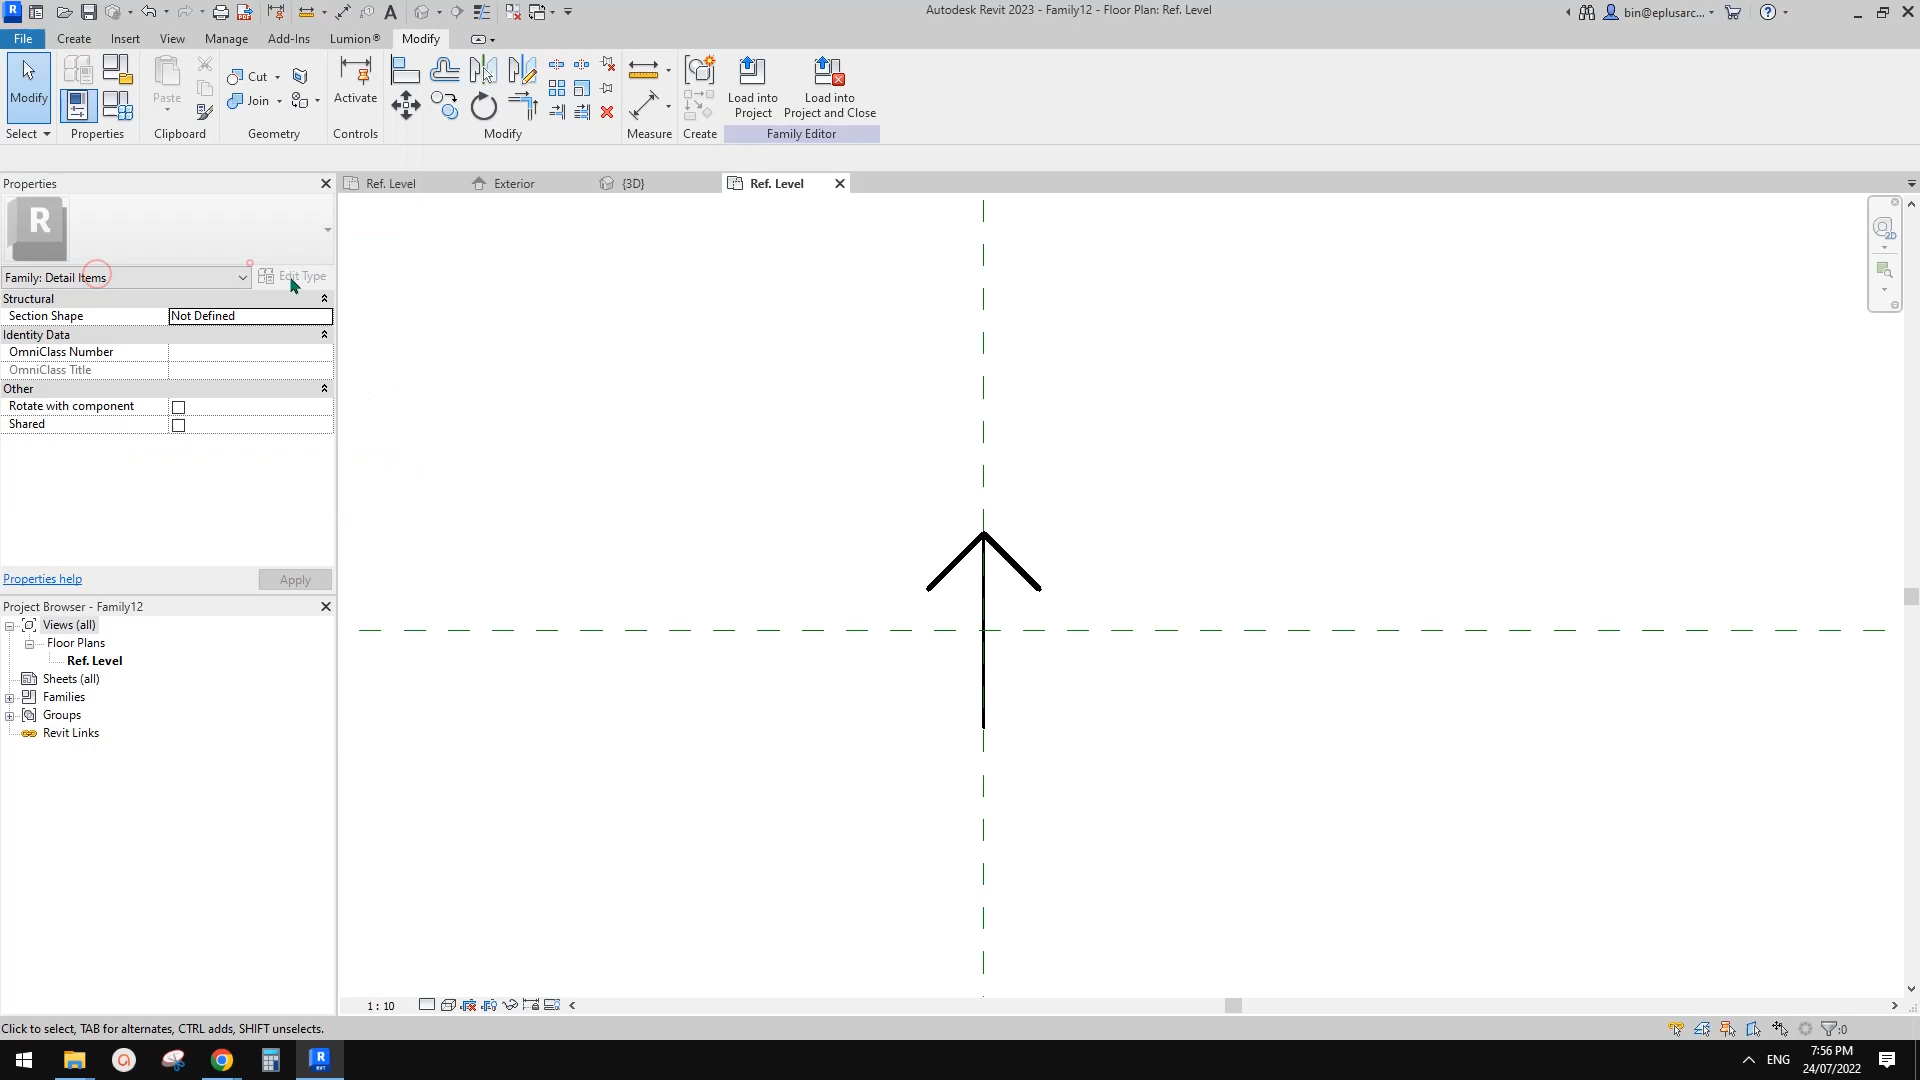 Autodesk Revit 2023 - Family12 - Floor Plan: Ref. Level
bin@eplusarc...
File Create Insert View Manage Add-Ins Lumion® Modify
Modify
Paste
Cut
Join
Activate
Load into Project
Load into Project and Close
Select Properties Clipboard Geometry Controls Modify Measure Create Family Editor
Properties
Ref. Level Exterior {3D} Ref. Level
R
Family: Detail Items
Edit Type
Structural
Section Shape Not Defined
Identity Data
OmniClass Number
OmniClass Title
Other
Rotate with component
Shared
Properties help
Apply
Project Browser - Family12
Views (all)
Floor Plans
Ref. Level
Sheets (all)
Families
Groups
Revit Links
2D
1 : 10
Click to select, TAB for alternates, CTRL adds, SHIFT unselects.
:0
ENG
7:56 PM
24/07/2022